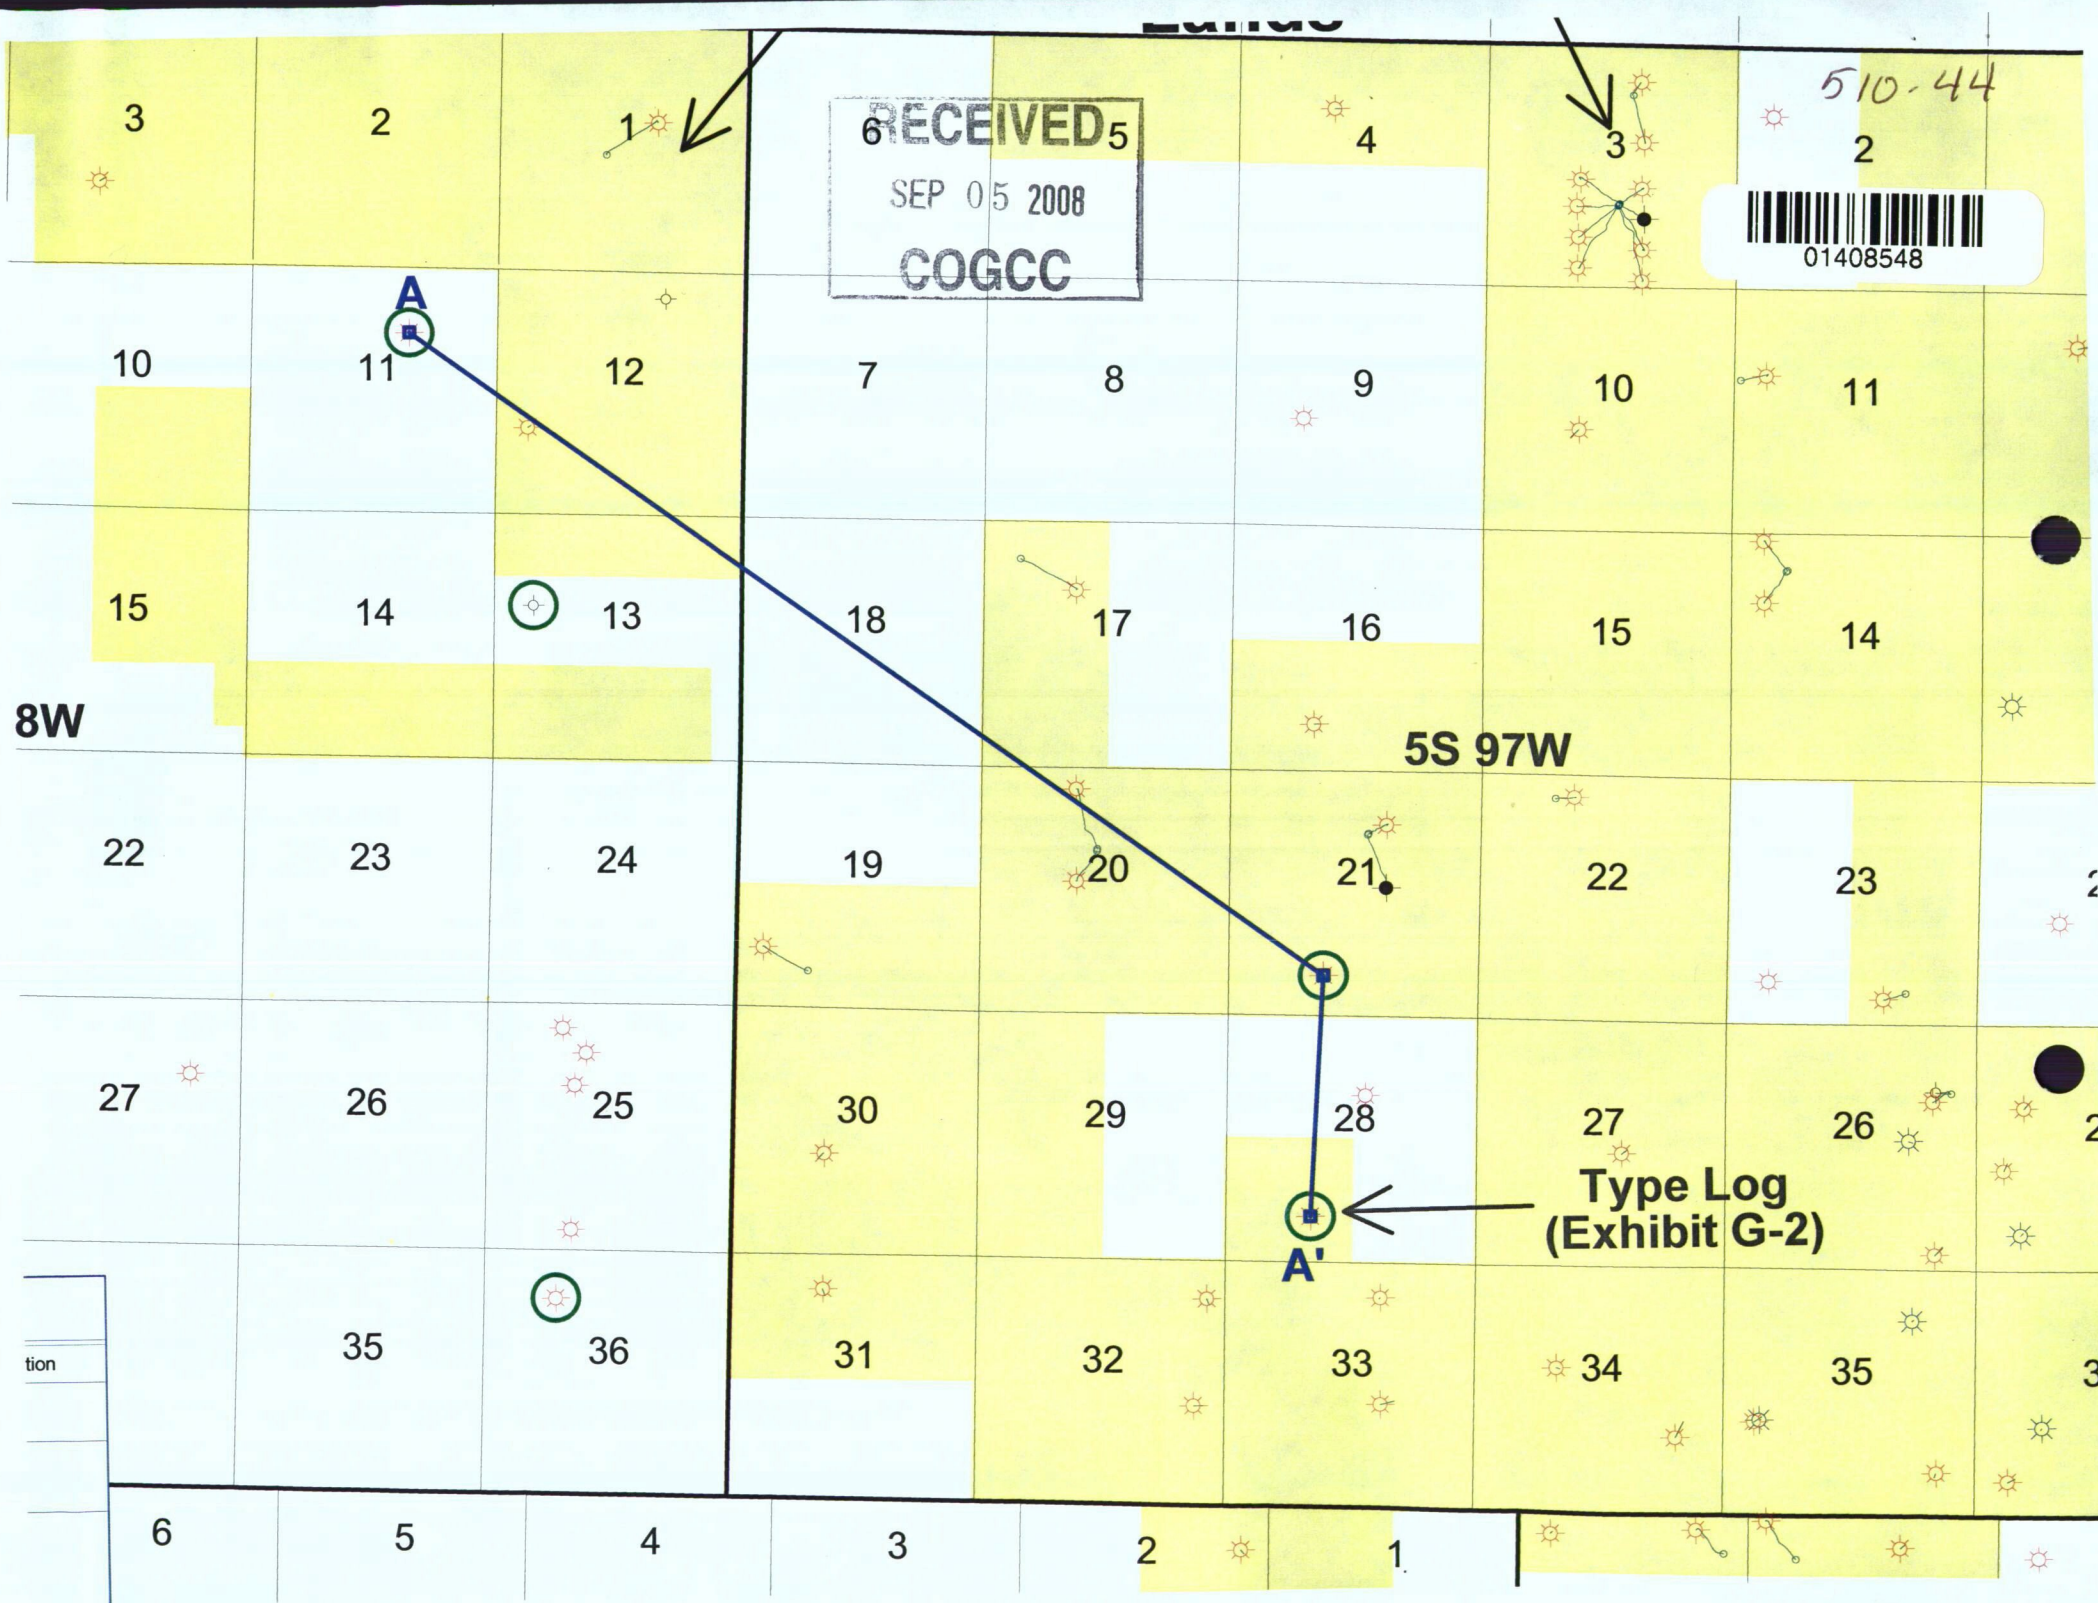 510-44
3 2 1 6 5 4 3 2
RECEIVED
SEP 05 2008
COGCC
01408548
A
10 11 12 7 8 9 10 11
15 14 13 18 17 16 15 14
8W
5S 97W
22 23 24 19 20 21 22 23
27 26 25 30 29 28 27 26
Type Log
(Exhibit G-2)
A'
35 36 31 32 33 34 35
tion
6 5 4 3 2 1